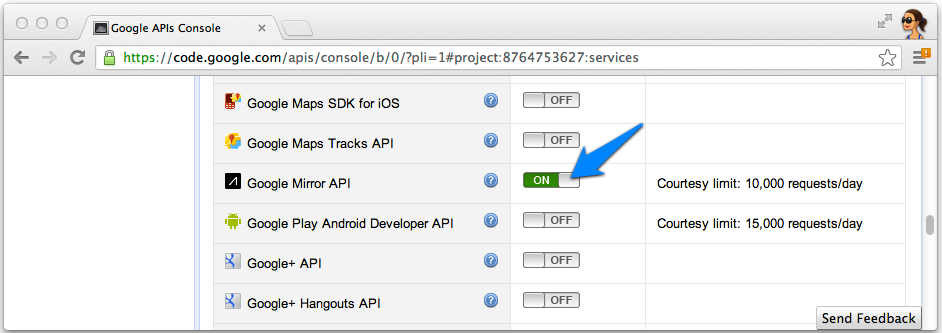 Google APIs Console
https://code.google.com/apis/console/b/0/?pli=1#project:8764753627:services
Google Maps SDK for iOS ? OFF
Google Maps Tracks API ? OFF
Google Mirror API ? ON Courtesy limit: 10,000 requests/day
Google Play Android Developer API ? OFF Courtesy limit: 15,000 requests/day
Google+ API ? OFF
Google+ Hangouts API ? OFF
Send Feedback